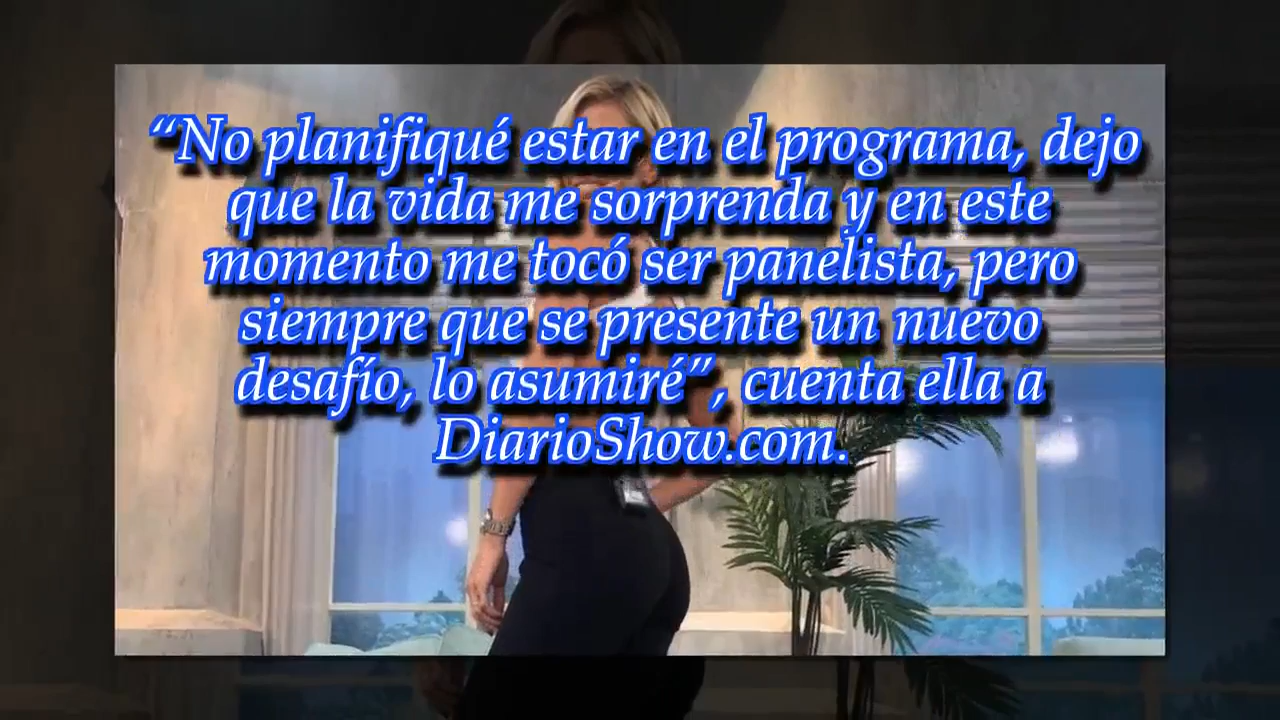 “No planifiqué estar en el programa, dejo
que la vida me sorprenda y en este
momento me tocó ser panelista, pero
siempre que se presente un nuevo
desafío, lo asumiré”, cuenta ella a
DiarioShow.com.